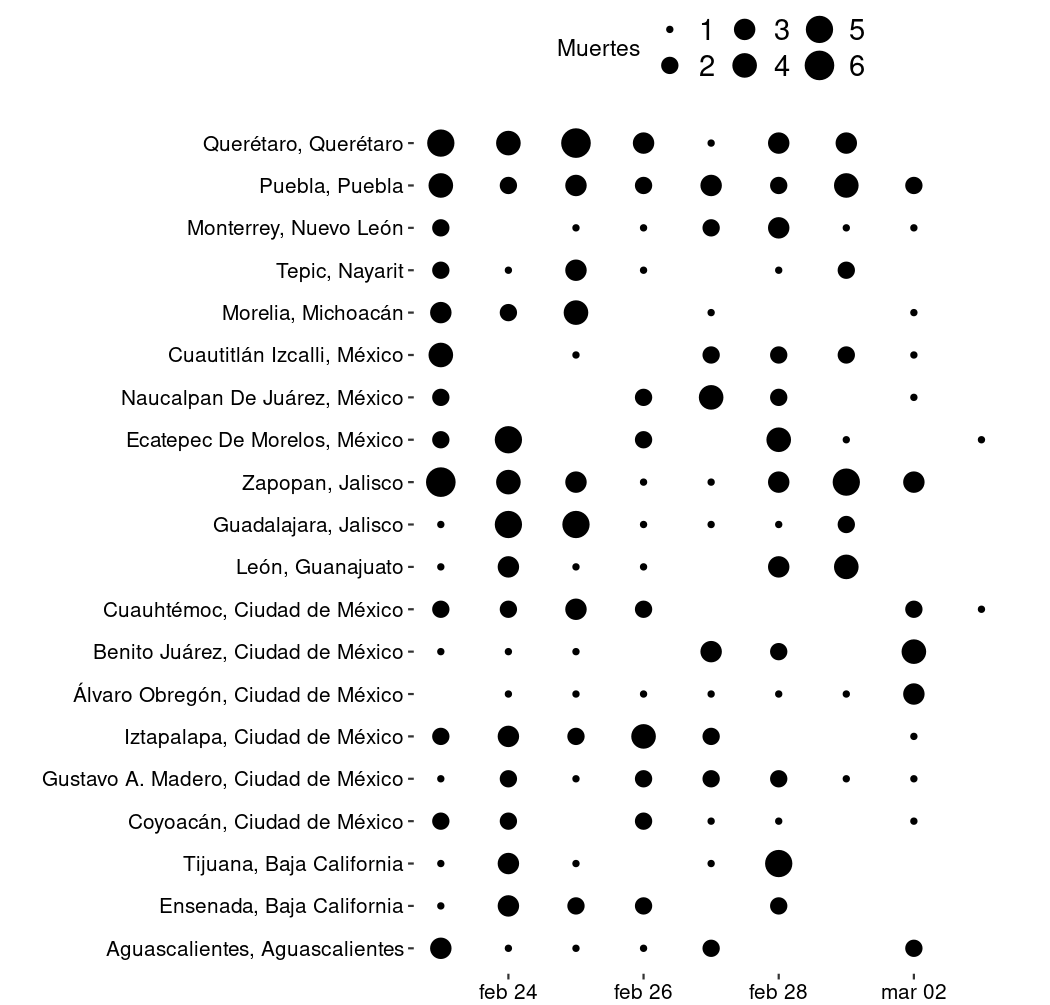 Muertes 1 3 5
2 4 6
Querétaro, Querétaro
Puebla, Puebla
Monterrey, Nuevo León
Tepic, Nayarit
Morelia, Michoacán
Cuautitlán Izcalli, México
Naucalpan De Juárez, México
Ecatepec De Morelos, México
Zapopan, Jalisco
Guadalajara, Jalisco
León, Guanajuato
Cuauhtémoc, Ciudad de México
Benito Juárez, Ciudad de México
Álvaro Obregón, Ciudad de México
Iztapalapa, Ciudad de México
Gustavo A. Madero, Ciudad de México
Coyoacán, Ciudad de México
Tijuana, Baja California
Ensenada, Baja California
Aguascalientes, Aguascalientes
feb 24 feb 26 feb 28 mar 02